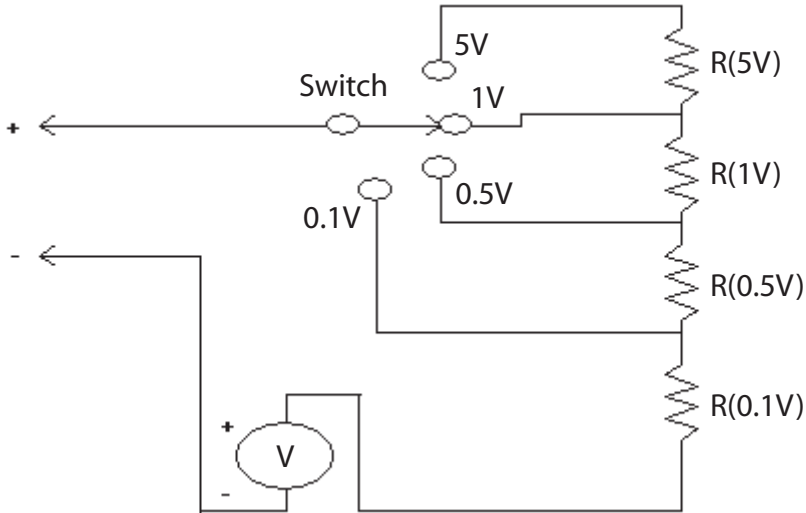 5V
R(5V)
Switch
1V
+
R(1V)
0.5V
0.1V
-
R(0.5V)
R(0.1V)
+
V
-